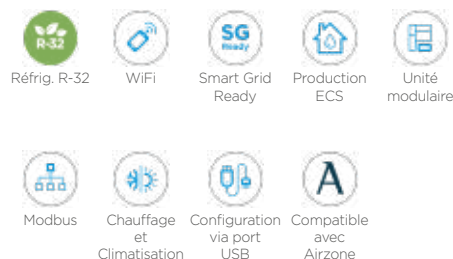 R-32
SG
Ready
Réfrig. R-32
WiFi
Smart Grid
Ready
Production
ECS
Unité
modulaire
A
Modbus
Chauffage
et
Climatisation
Configuration
via port
USB
Compatible
avec
Airzone